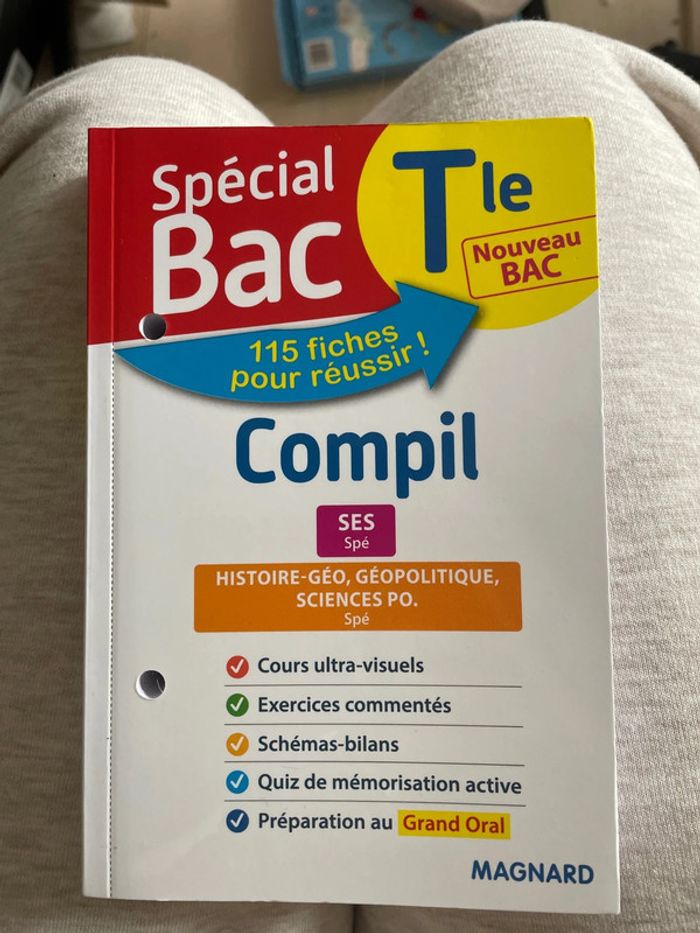 Spécial
Bac
Tle
Nouveau
BAC
115 fiches
pour réussir !
Compil
SES
Spé
HISTOIRE-GÉO, GÉOPOLITIQUE,
SCIENCES PO.
Spé
Cours ultra-visuels
Exercices commentés
Schémas-bilans
Quiz de mémorisation active
Préparation au Grand Oral
MAGNARD